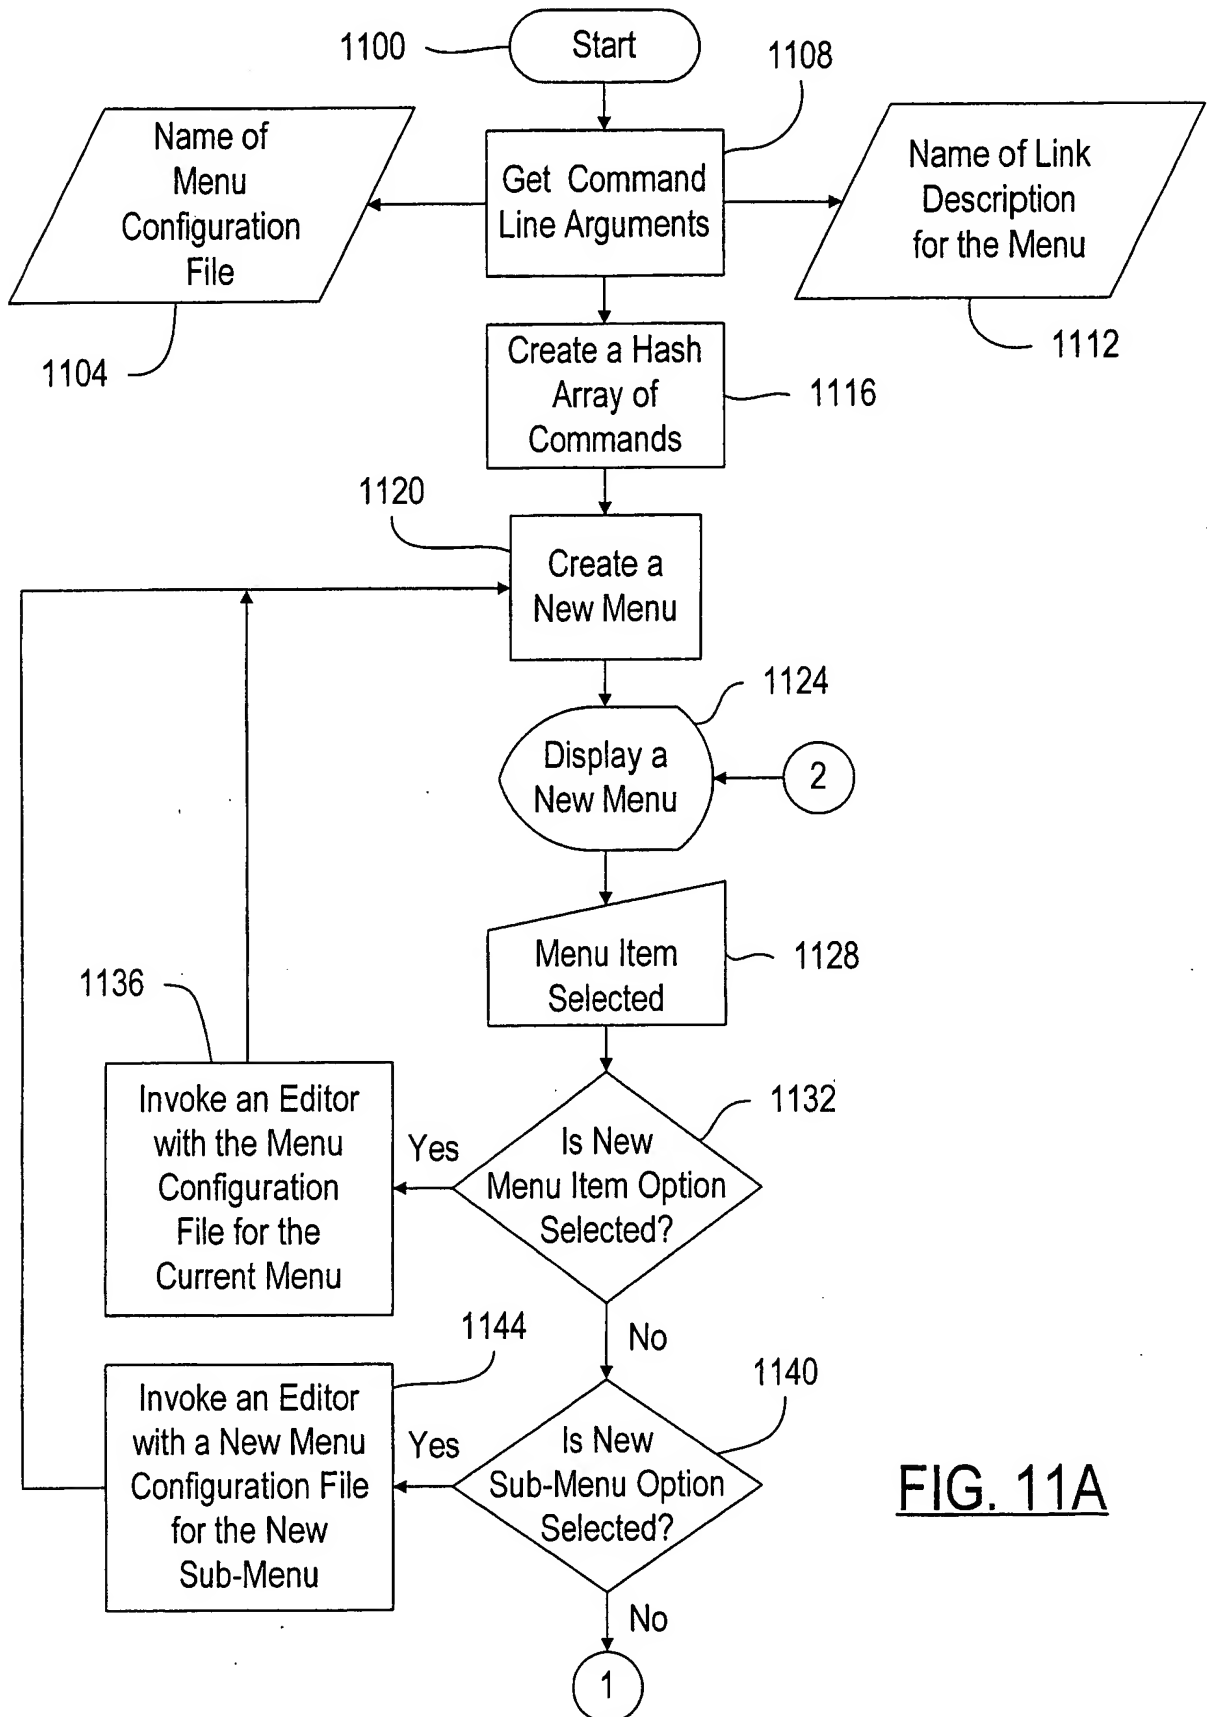 1100
Start
1108
Name of
Menu
Configuration
File
Get Command
Line Arguments
Name of Link
Description
for the Menu
1104
1112
Create a Hash
Array of
Commands
1116
1120
Create a
New Menu
1124
Display a
New Menu
2
Menu Item
Selected
1128
1136
Invoke an Editor
with the Menu
Configuration
File for the
Current Menu
Yes
Is New
Menu Item Option
Selected?
1132
No
1144
Invoke an Editor
with a New Menu
Configuration File
for the New
Sub-Menu
Yes
Is New
Sub-Menu Option
Selected?
1140
No
1
FIG. 11A